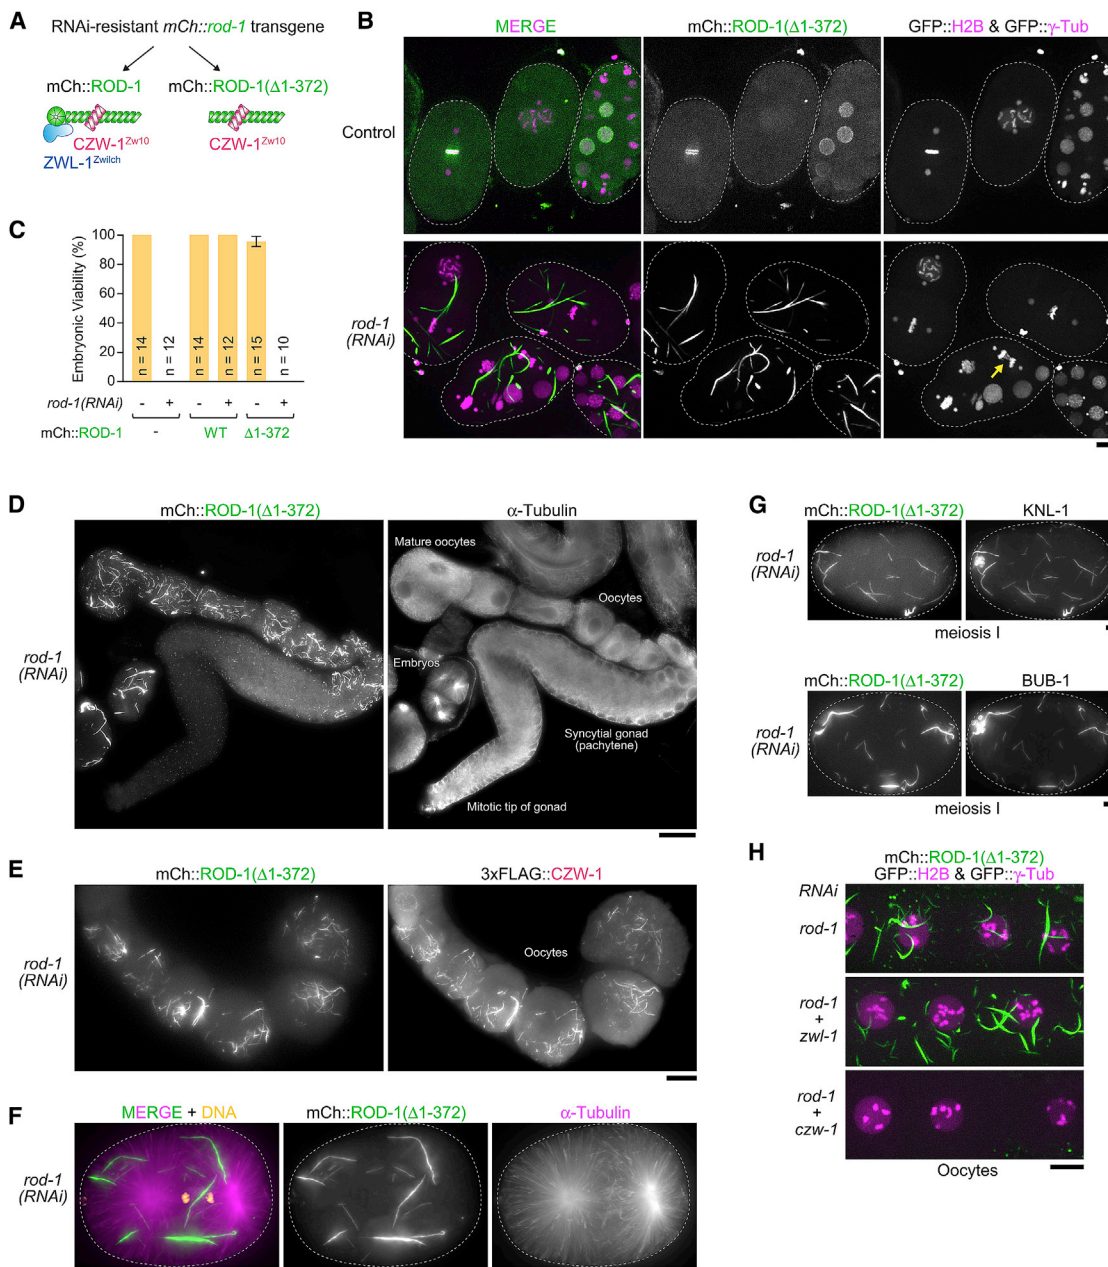 A
RNAi-resistant mCh::rod-1 transgene
mCh::ROD-1
mCh::ROD-1(Δ1-372)
CZW-1Zw10
ZWL-1Zwilch
CZW-1Zw10
B
MERGE
mCh::ROD-1(Δ1-372)
GFP::H2B & GFP::γ-Tub
Control
rod-1
(RNAi)
C
Embryonic Viability (%)
100
80
60
40
20
0
n = 14
n = 12
n = 14
n = 12
n = 15
n = 10
rod-1(RNAi)
- + - + - +
mCh::ROD-1
- WT Δ1-372
D
mCh::ROD-1(Δ1-372)
α-Tubulin
rod-1
(RNAi)
Mature oocytes
Oocytes
Embryos
Syncytial gonad
(pachytene)
Mitotic tip of gonad
E
mCh::ROD-1(Δ1-372)
3xFLAG::CZW-1
rod-1
(RNAi)
Oocytes
F
MERGE + DNA
mCh::ROD-1(Δ1-372)
α-Tubulin
rod-1
(RNAi)
G
mCh::ROD-1(Δ1-372)
KNL-1
rod-1
(RNAi)
meiosis I
mCh::ROD-1(Δ1-372)
BUB-1
rod-1
(RNAi)
meiosis I
H
mCh::ROD-1(Δ1-372)
GFP::H2B & GFP::γ-Tub
RNAi
rod-1
rod-1
+
zwl-1
rod-1
+
czw-1
Oocytes